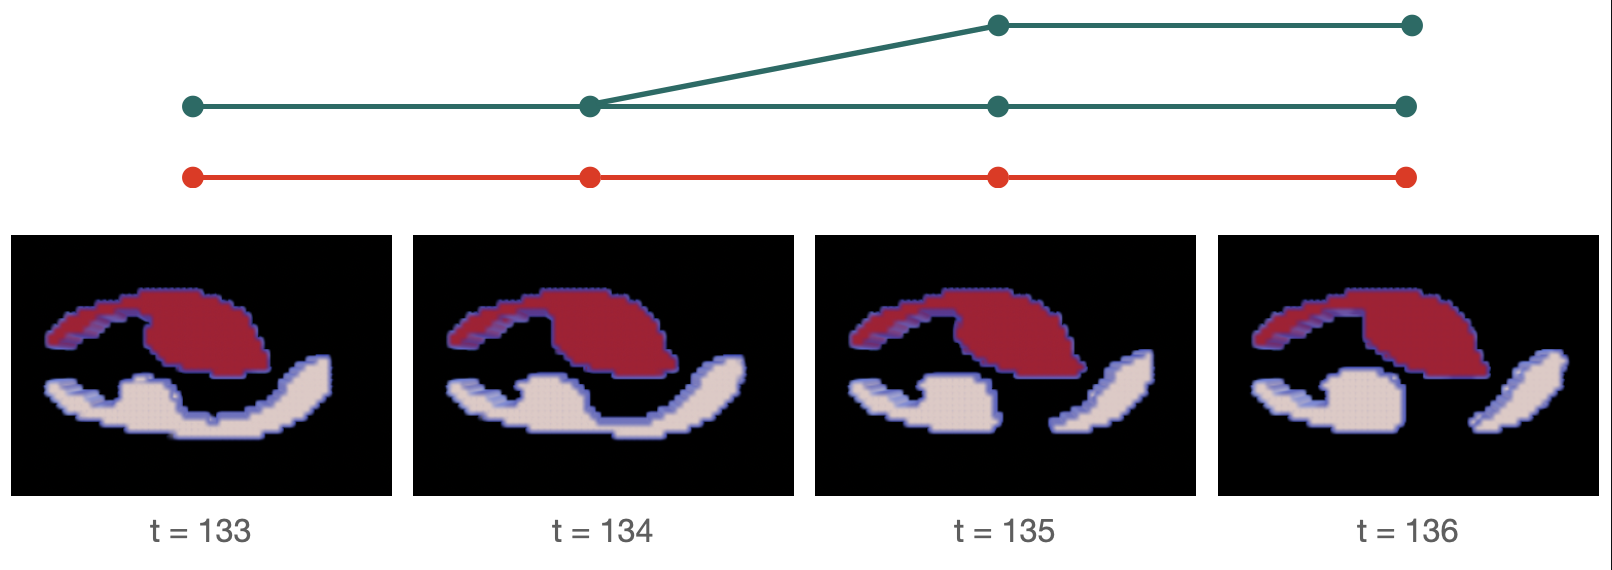 t = 133
t = 134
t = 135
t = 136